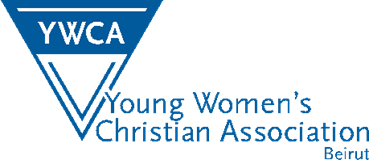 YWCA
Young Women's
Christian Association
Beirut